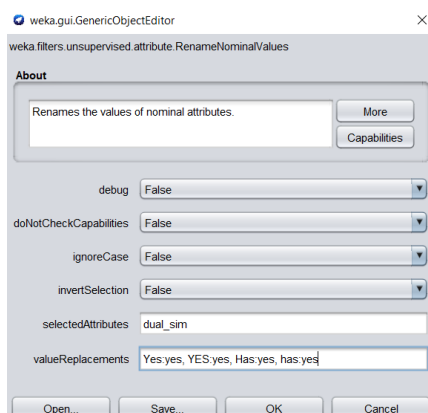 weka.gui.GenericObjectEditor
weka.filters.unsupervised.attribute.RenameNominalValues
About
Renames the values of nominal attributes.
More
Capabilities
debug False
doNotCheckCapabilities False
ignoreCase False
invertSelection False
selectedAttributes dual_sim
valueReplacements Yes:yes, YES:yes, Has:yes, has:yes
Open... Save... OK Cancel